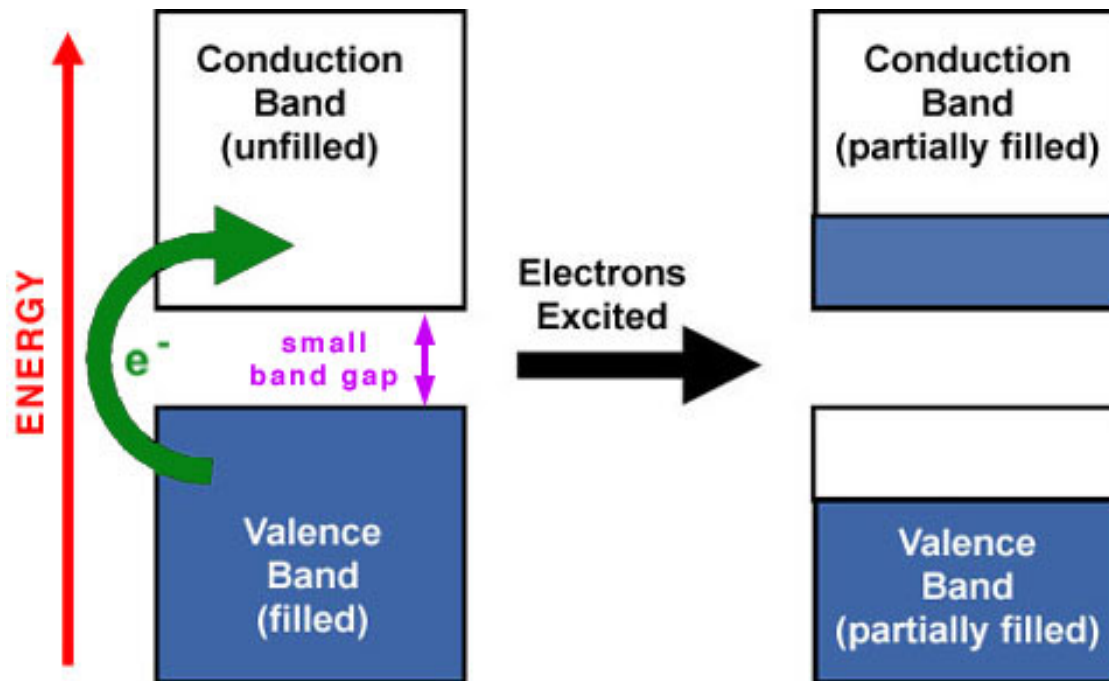 Conduction
Band
(unfilled)
ENERGY
e-
small
band gap
Valence
Band
(filled)
Electrons
Excited
Conduction
Band
(partially filled)
Valence
Band
(partially filled)